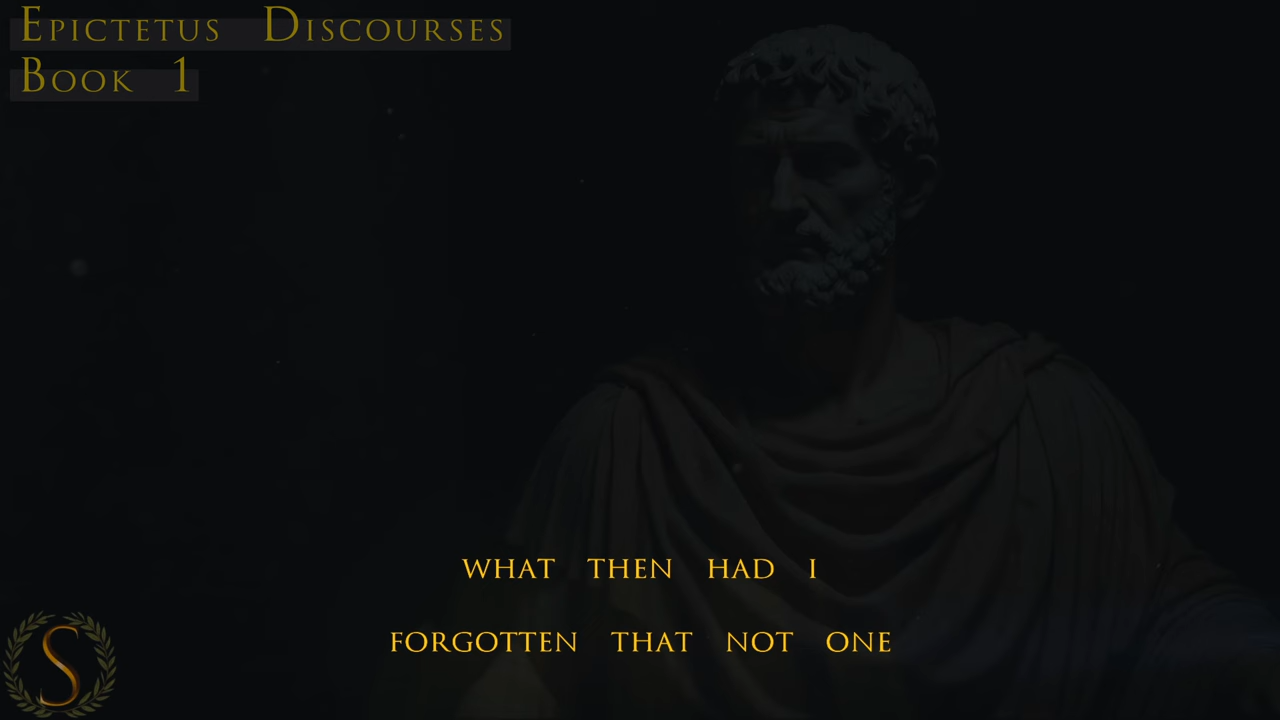 Epictetus Discourses
Book 1
WHAT THEN HAD I
FORGOTTEN THAT NOT ONE
S